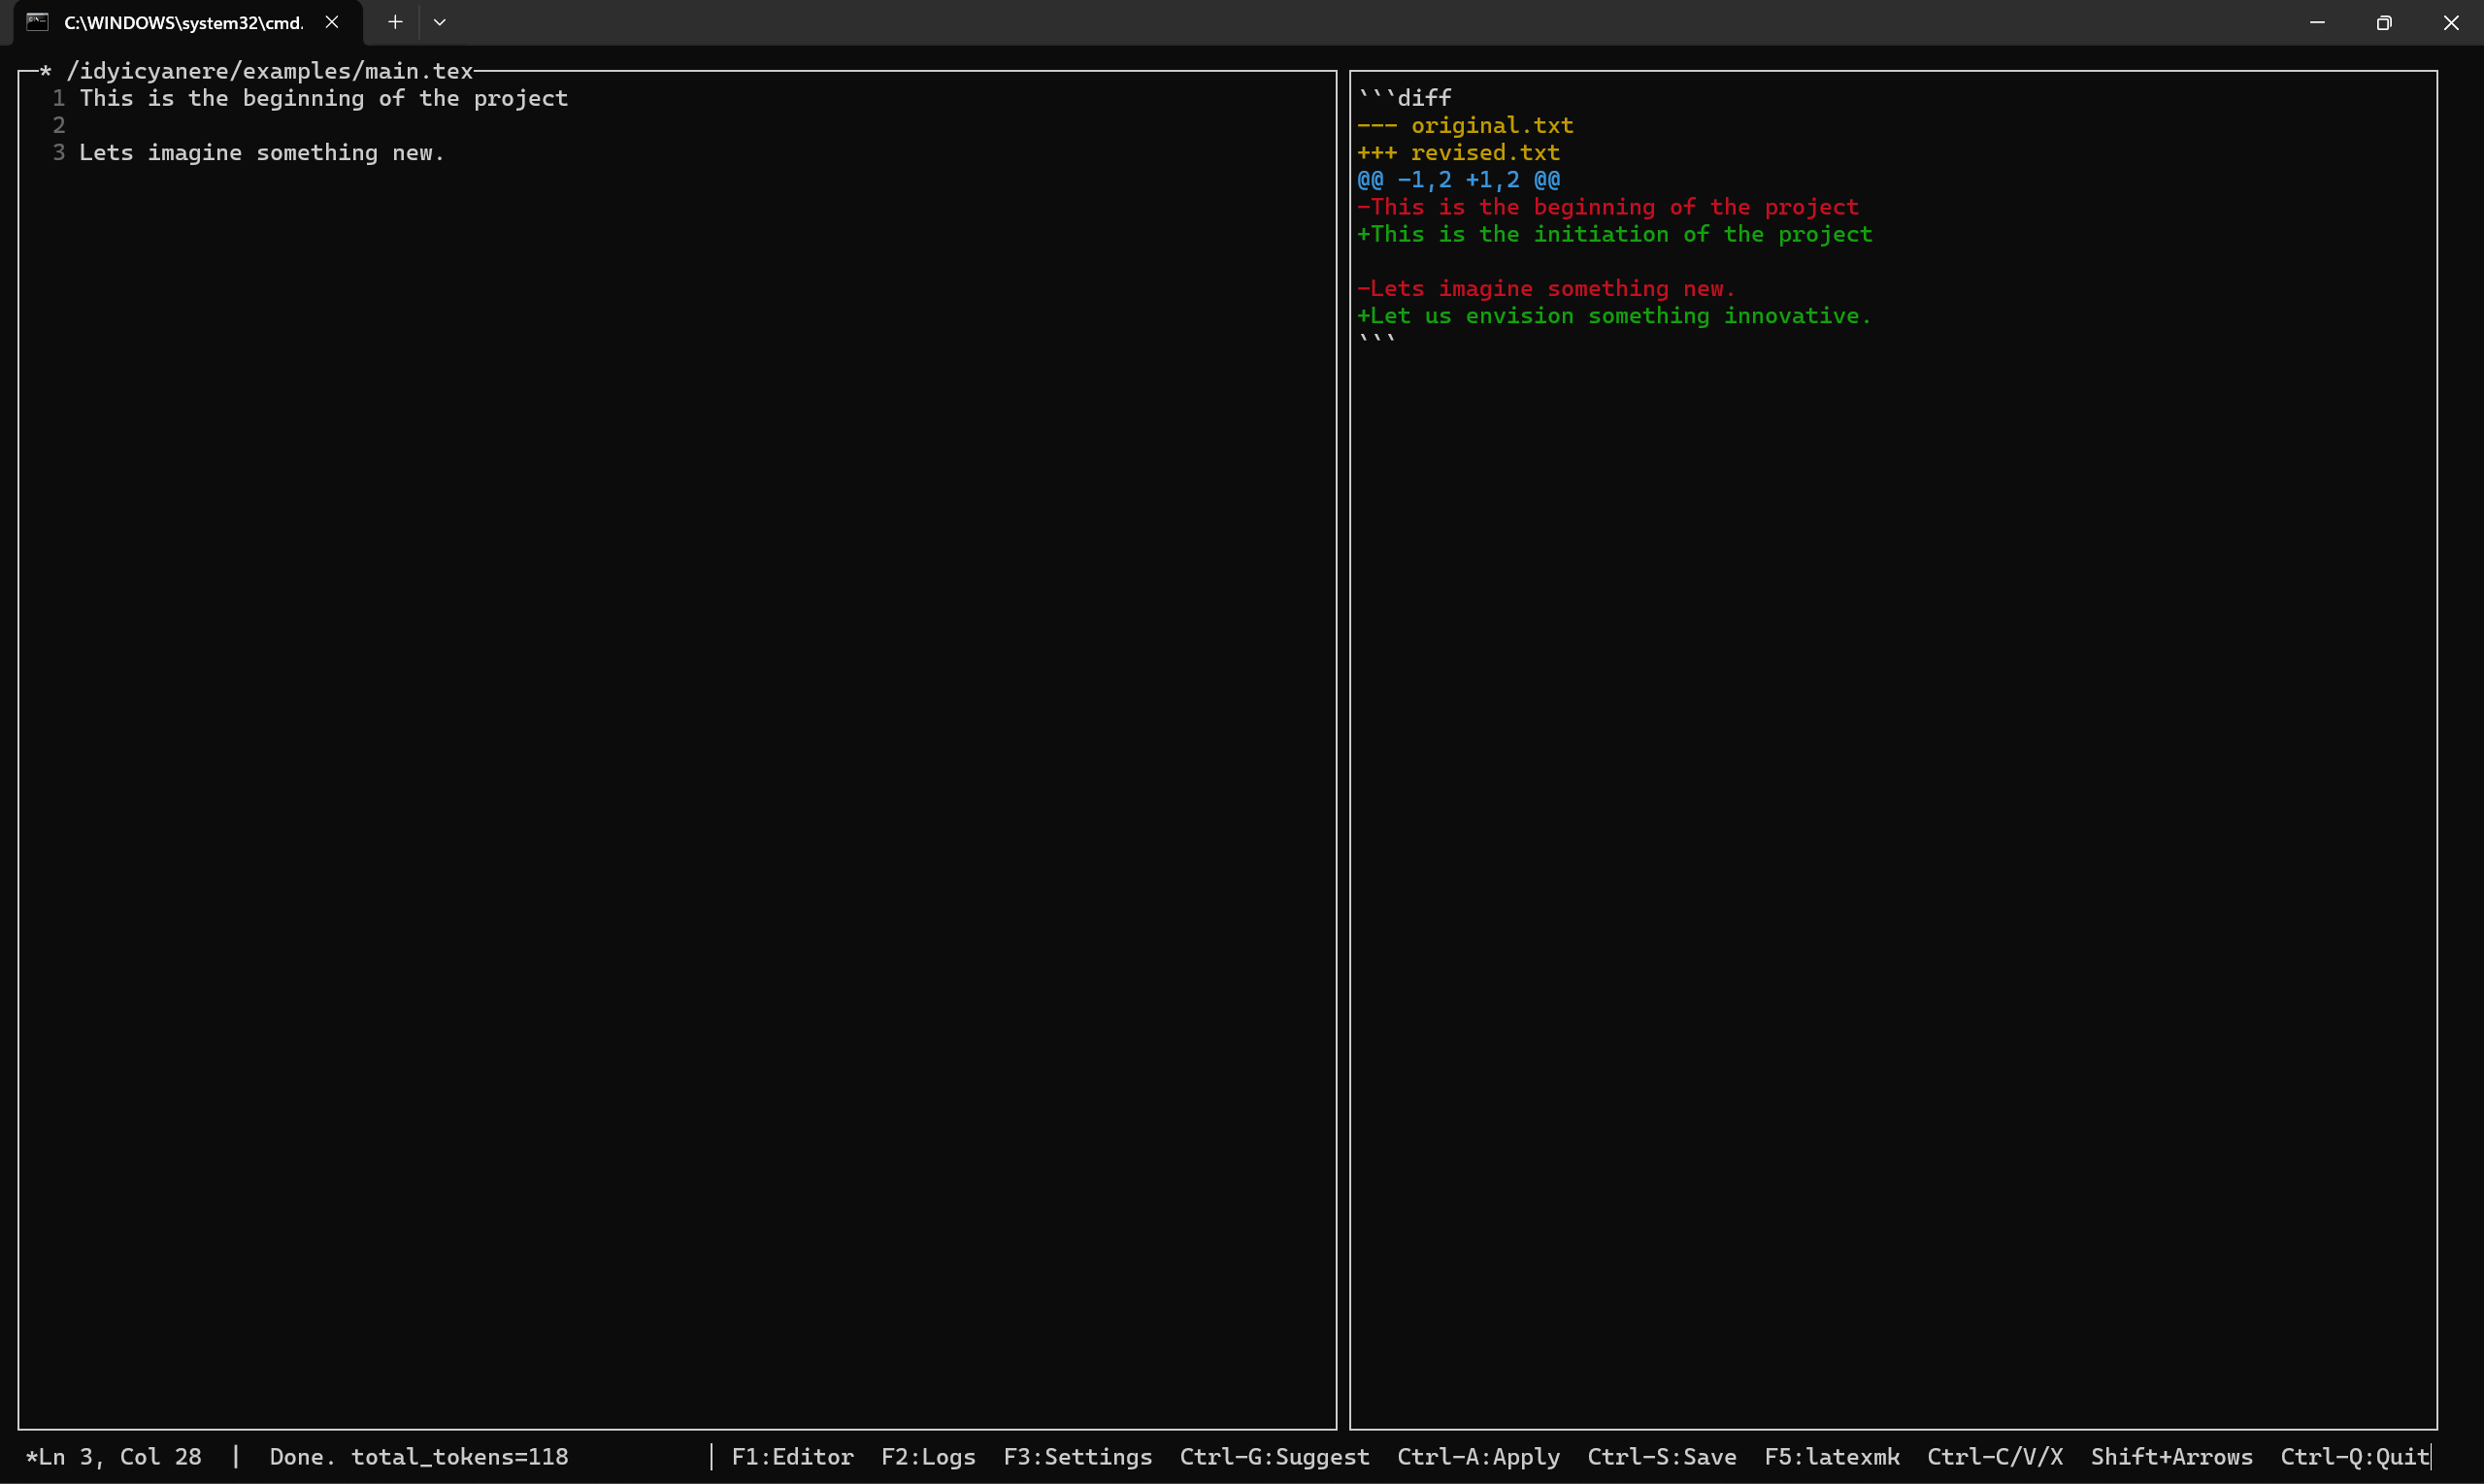 C:\WINDOWS\system32\cmd.
* /idyicyanere/examples/main.tex
1 This is the beginning of the project
2
3 Lets imagine something new.
```diff
--- original.txt
+++ revised.txt
@@ -1,2 +1,2 @@
-This is the beginning of the project
+This is the initiation of the project
-Lets imagine something new.
+Let us envision something innovative.
```
*Ln 3, Col 28 | Done. total_tokens=118 | F1:Editor F2:Logs F3:Settings Ctrl-G:Suggest Ctrl-A:Apply Ctrl-S:Save F5:latexmk Ctrl-C/V/X Shift+Arrows Ctrl-Q:Quit